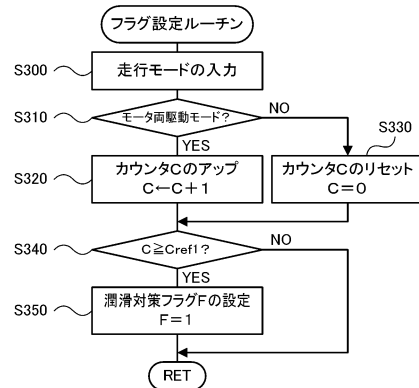 フラグ設定ルーチン
S300
走行モードの入力
S310
モータ両駆動モード？
NO
YES
S330
S320
カウンタCのアップ
C←C＋1
カウンタCのリセット
C＝0
S340
C≧Cref1？
NO
YES
S350
潤滑対策フラグFの設定
F＝1
RET